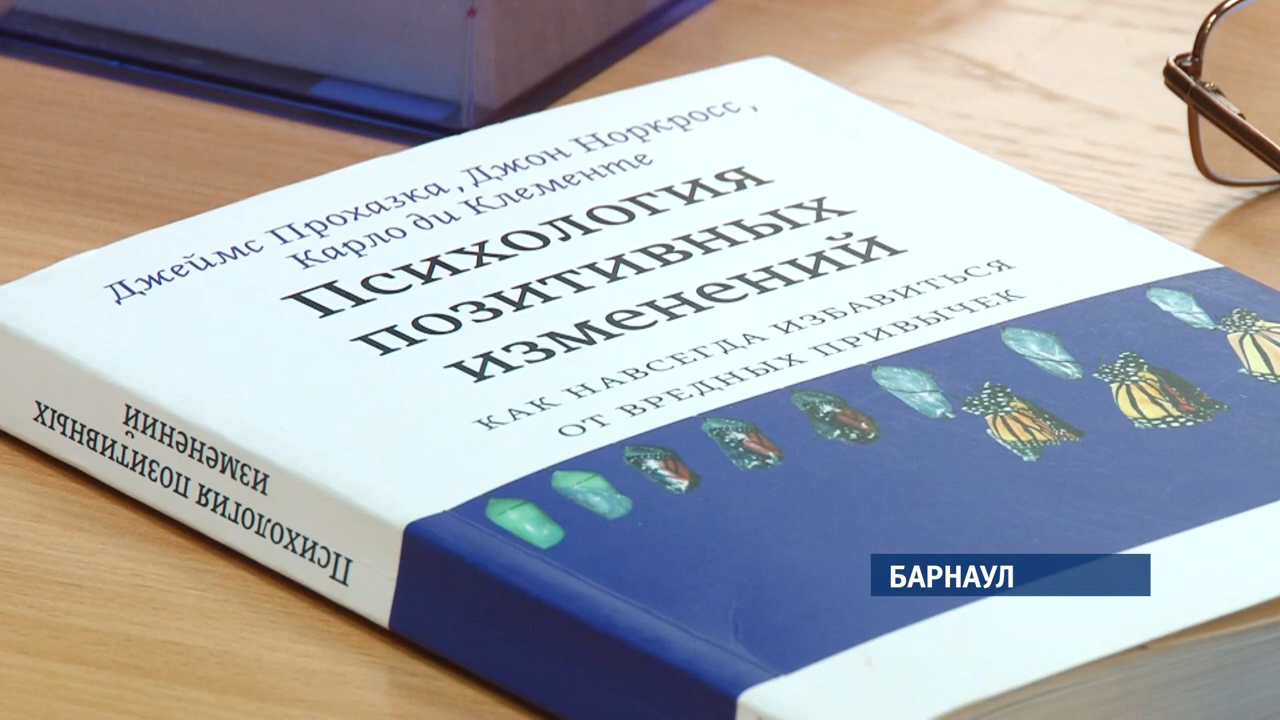 Джеймс Прохазка, Джон Норкросс,
Карло ди Клементе
Психология
позитивных
изменений
КАК НАВСЕГДА ИЗБАВИТЬСЯ
ОТ ВРЕДНЫХ ПРИВЫЧЕК
Психология позитивных
изменений
БАРНАУЛ